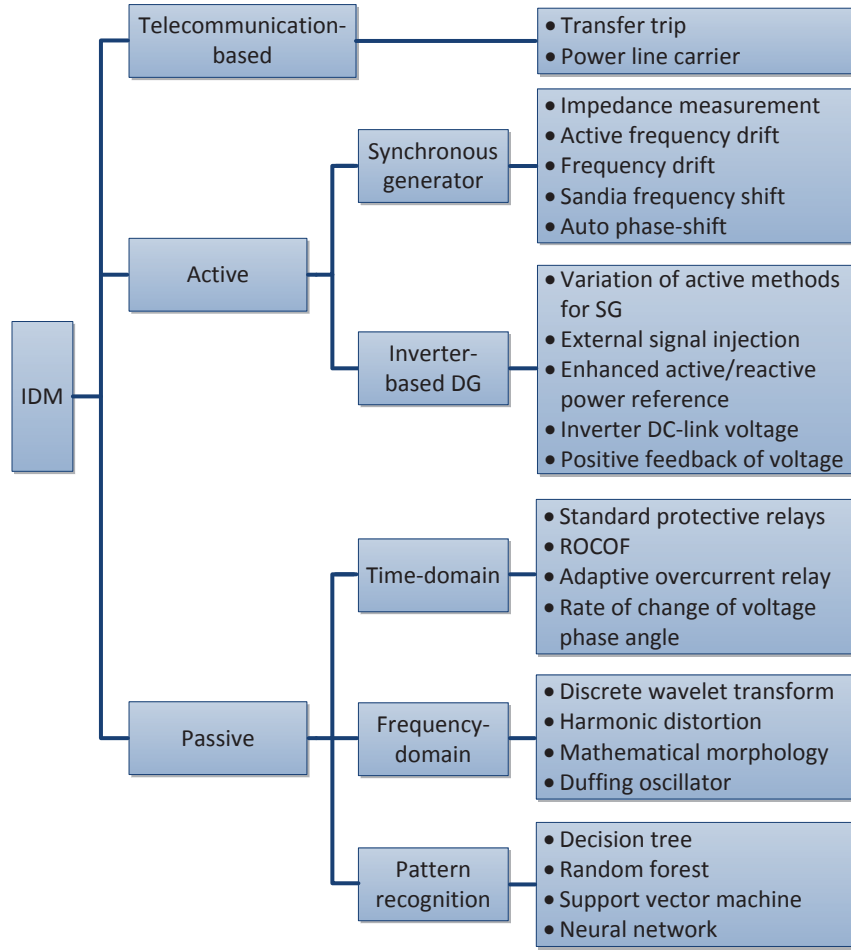 Telecommunication-
based
• Transfer trip
• Power line carrier
Synchronous
generator
• Impedance measurement
• Active frequency drift
• Frequency drift
• Sandia frequency shift
• Auto phase-shift
Active
Inverter-
based DG
• Variation of active methods
for SG
• External signal injection
• Enhanced active/reactive
power reference
• Inverter DC-link voltage
• Positive feedback of voltage
IDM
Time-domain
• Standard protective relays
• ROCOF
• Adaptive overcurrent relay
• Rate of change of voltage
phase angle
Passive
Frequency-
domain
• Discrete wavelet transform
• Harmonic distortion
• Mathematical morphology
• Duffing oscillator
Pattern
recognition
• Decision tree
• Random forest
• Support vector machine
• Neural network